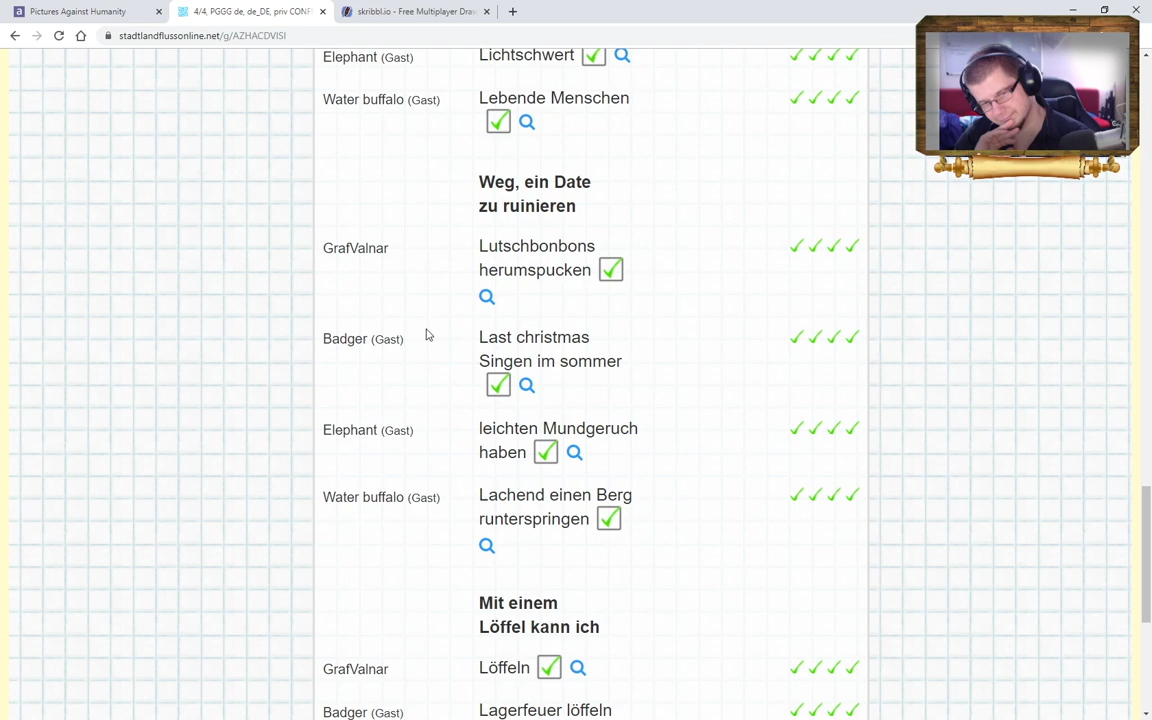 Pictures Against Humanity
4/4, PGGG de, de_DE, priv CONF
skribbl.io - Free Multiplayer Draw
stadtlandflussonline.net/g/AZHACDVISI
Elephant (Gast) Lichtschwert
Water buffalo (Gast) Lebende Menschen
Weg, ein Date
zu ruinieren
GrafValnar Lutschbonbons
herumspucken
Badger (Gast) Last christmas
Singen im sommer
Elephant (Gast) leichten Mundgeruch
haben
Water buffalo (Gast) Lachend einen Berg
runterspringen
Mit einem
Löffel kann ich
GrafValnar Löffeln
Badger (Gast) Lagerfeuer löffeln